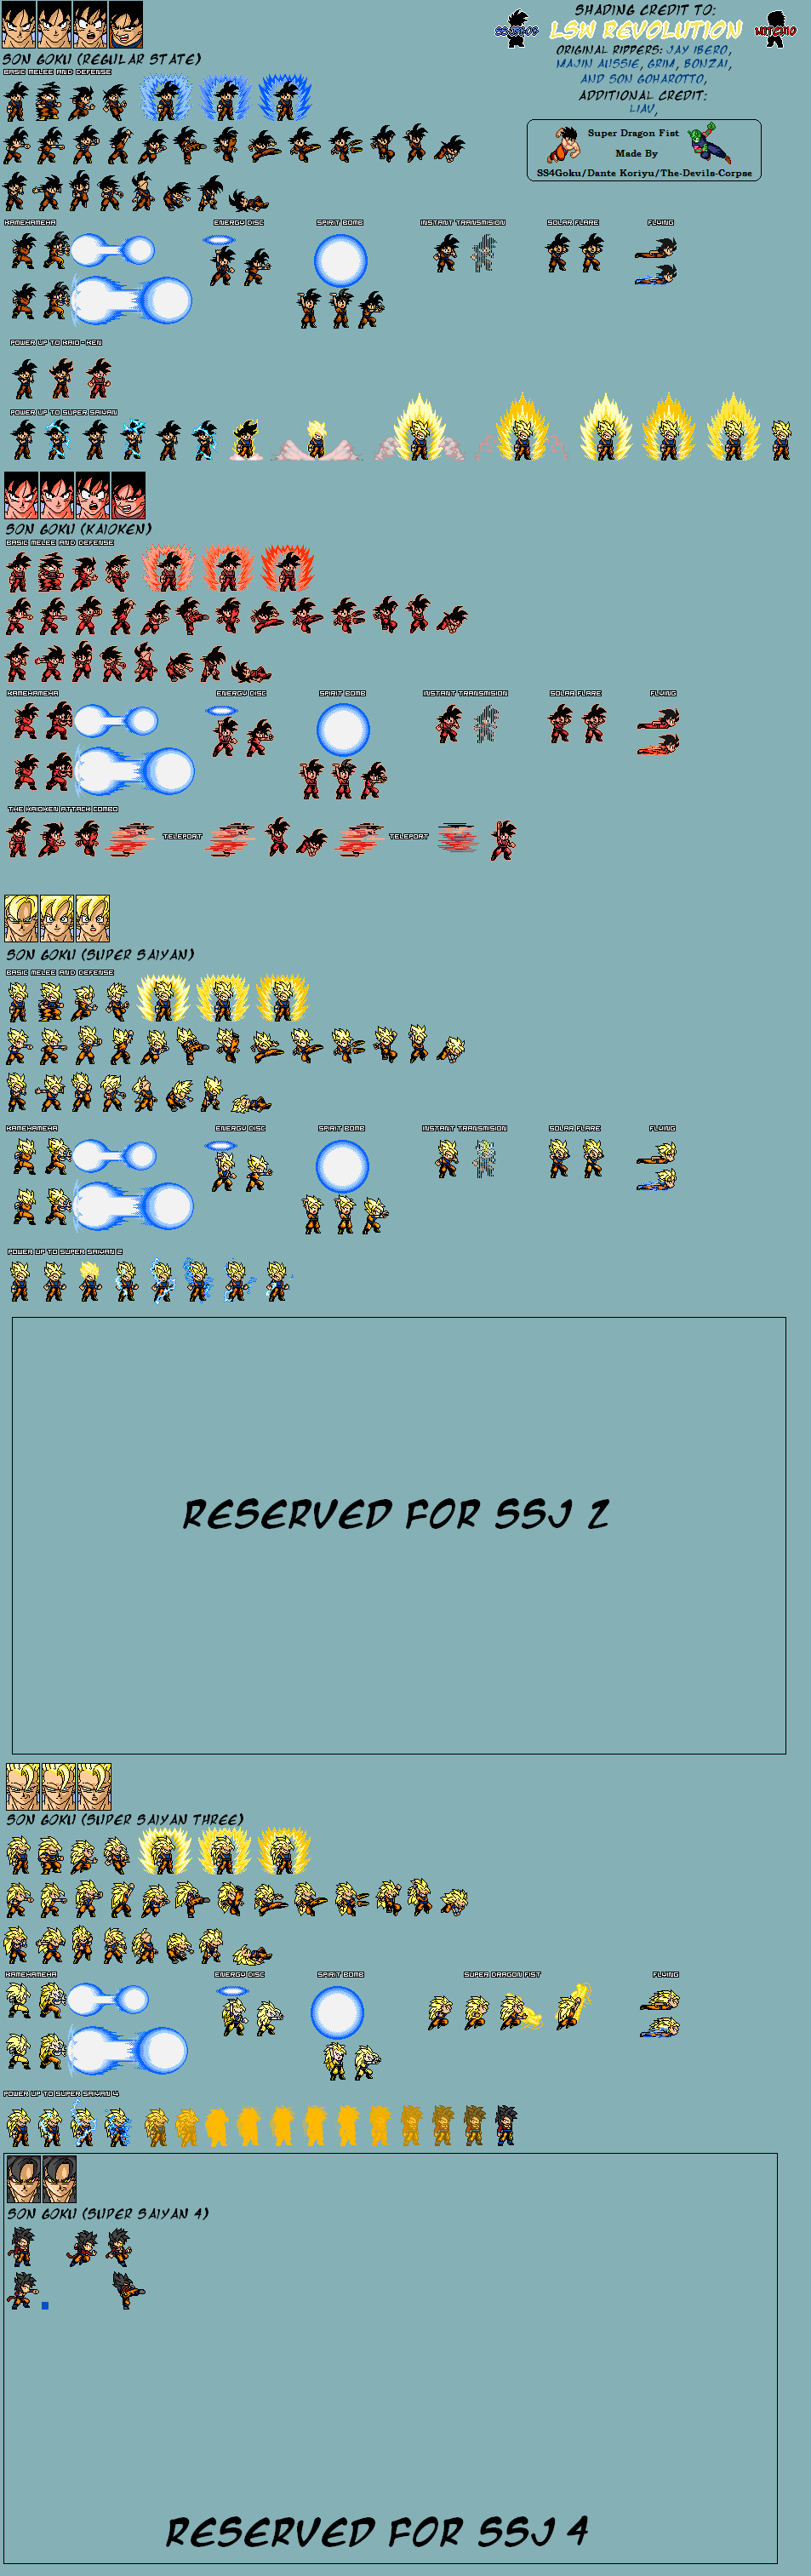 SHADING CREDIT TO:
LSW REVOLUTION
ORIGINAL RIPPERS: JAY IBERO,
MAJIN AUSSIE, GRIM, BONZAI,
AND SON GOHAROTTO,
ADDITIONAL CREDIT:
LIAV,
Super Dragon Fist
Made By
SS4Goku/Dante Koriyu/The-Devils-Corpse
SON GOKU (REGULAR STATE)
BASIC MELEE AND DEFENSE
KAMEHAMEHA
ENERGY DISC
SPIRIT BOMB
INSTANT TRANSMISION
SOLAR FLARE
FLYING
POWER UP TO KAIO-KEN
POWER UP TO SUPER SAIYAN
SON GOKU (KAIOKEN)
BASIC MELEE AND DEFENSE
KAMEHAMEHA
ENERGY DISC
SPIRIT BOMB
INSTANT TRANSMISION
SOLAR FLARE
FLYING
THE KAIOKEN ATTACK COMBO
TELEPORT
TELEPORT
SON GOKU (SUPER SAIYAN)
BASIC MELEE AND DEFENSE
KAMEHAMEHA
ENERGY DISC
SPIRIT BOMB
INSTANT TRANSMISION
SOLAR FLARE
FLYING
POWER UP TO SUPER SAIYAN 2
RESERVED FOR SSJ 2
SON GOKU (SUPER SAIYAN THREE)
KAMEHAMEHA
ENERGY DISC
SPIRIT BOMB
SUPER DRAGON FIST
FLYING
POWER UP TO SUPER SAIYAN 4
SON GOKU (SUPER SAIYAN 4)
RESERVED FOR SSJ 4